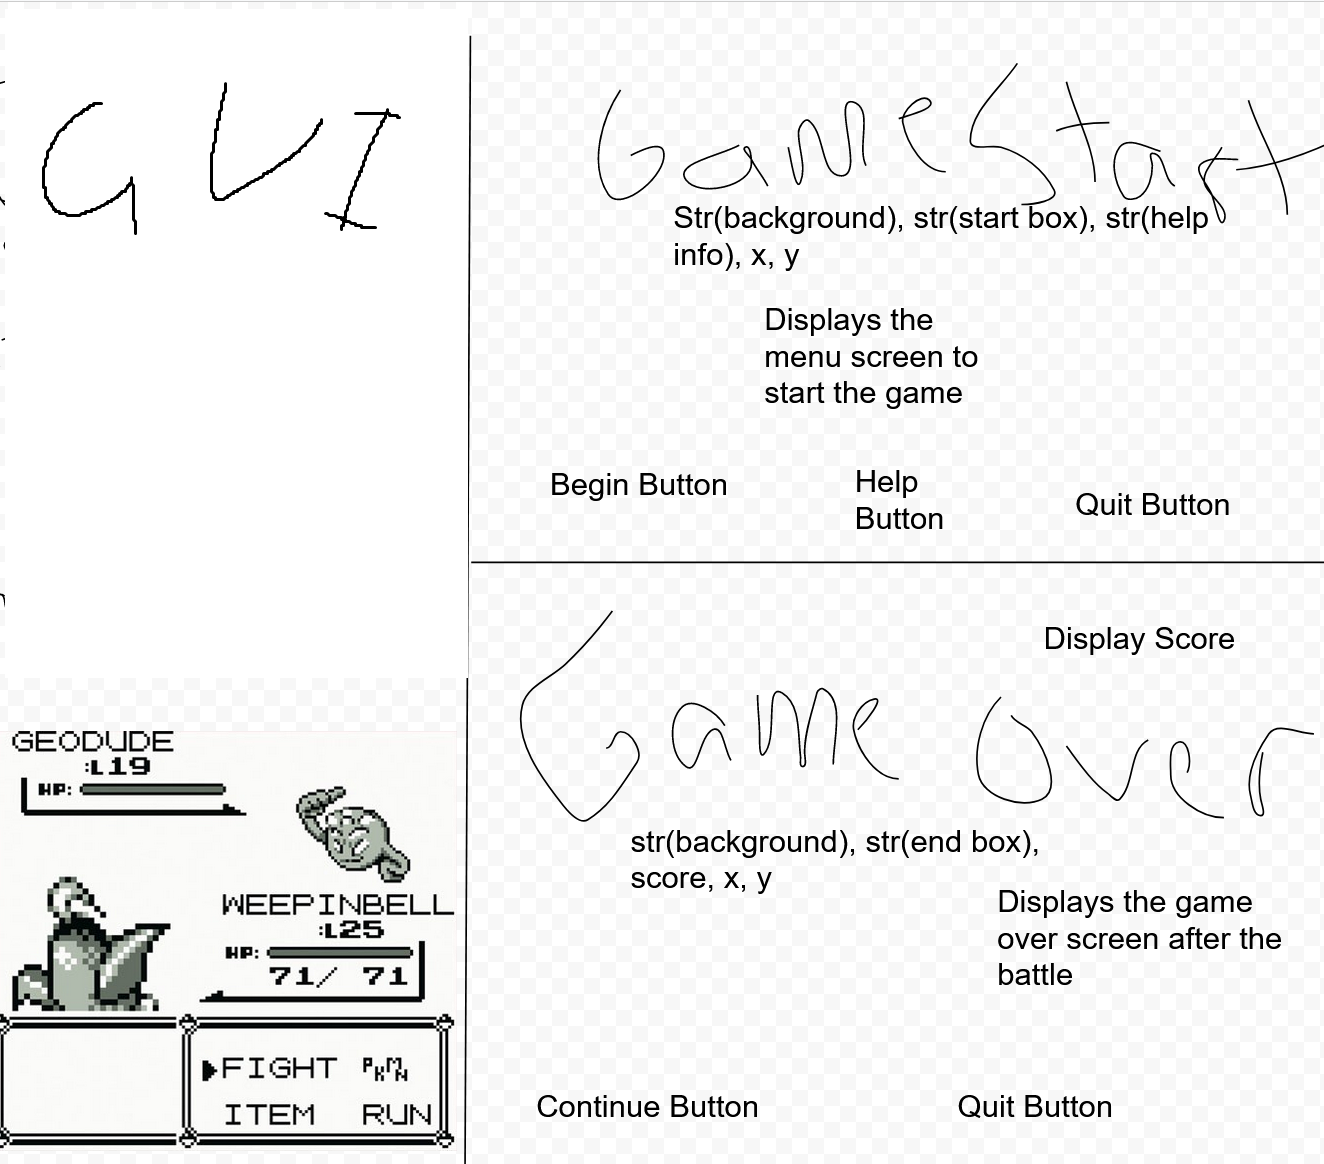 GUI
Game Start
Str(background), str(start box), str(help
info), x, y
Displays the
menu screen to
start the game
Begin Button
Help
Button
Quit Button
Display Score
Game Over
str(background), str(end box),
score, x, y
Displays the game
over screen after the
battle
Continue Button
Quit Button
GEODUDE
:L19
HP:
WEEPINBELL
:L25
HP:
71/ 71
FIGHT PKMN
ITEM RUN